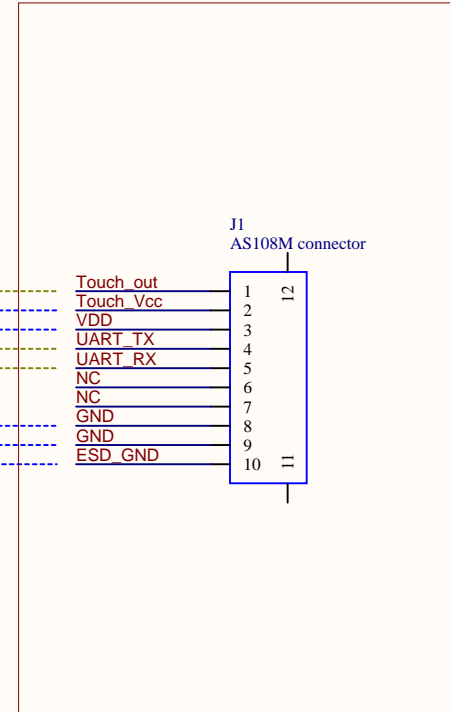 J1
AS108M connector
Touch_out 1 12
Touch_Vcc 2
VDD 3
UART_TX 4
UART_RX 5
NC 6
NC 7
GND 8
GND 9
ESD_GND 10 11